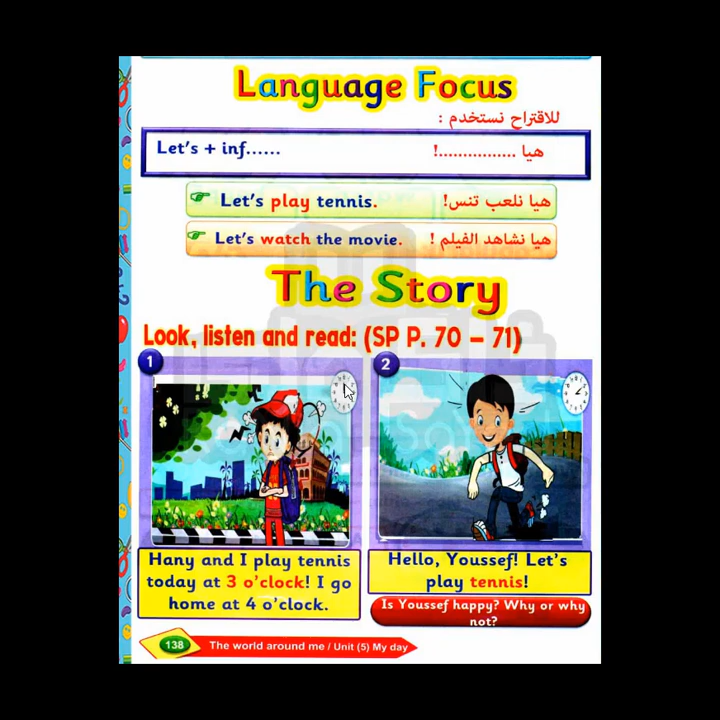 Language Focus
للاقتراح نستخدم :
Let's + inf......
هيا ................!
Let's play tennis.
هيا نلعب تنس!
Let's watch the movie.
هيا نشاهد الفيلم !
The Story
Look, listen and read: (SP P. 70 – 71)
1
2
Hany and I play tennis
today at 3 o'clock! I go
home at 4 o'clock.
Hello, Youssef! Let's
play tennis!
Is Youssef happy? Why or why
not?
138
The world around me / Unit (5) My day